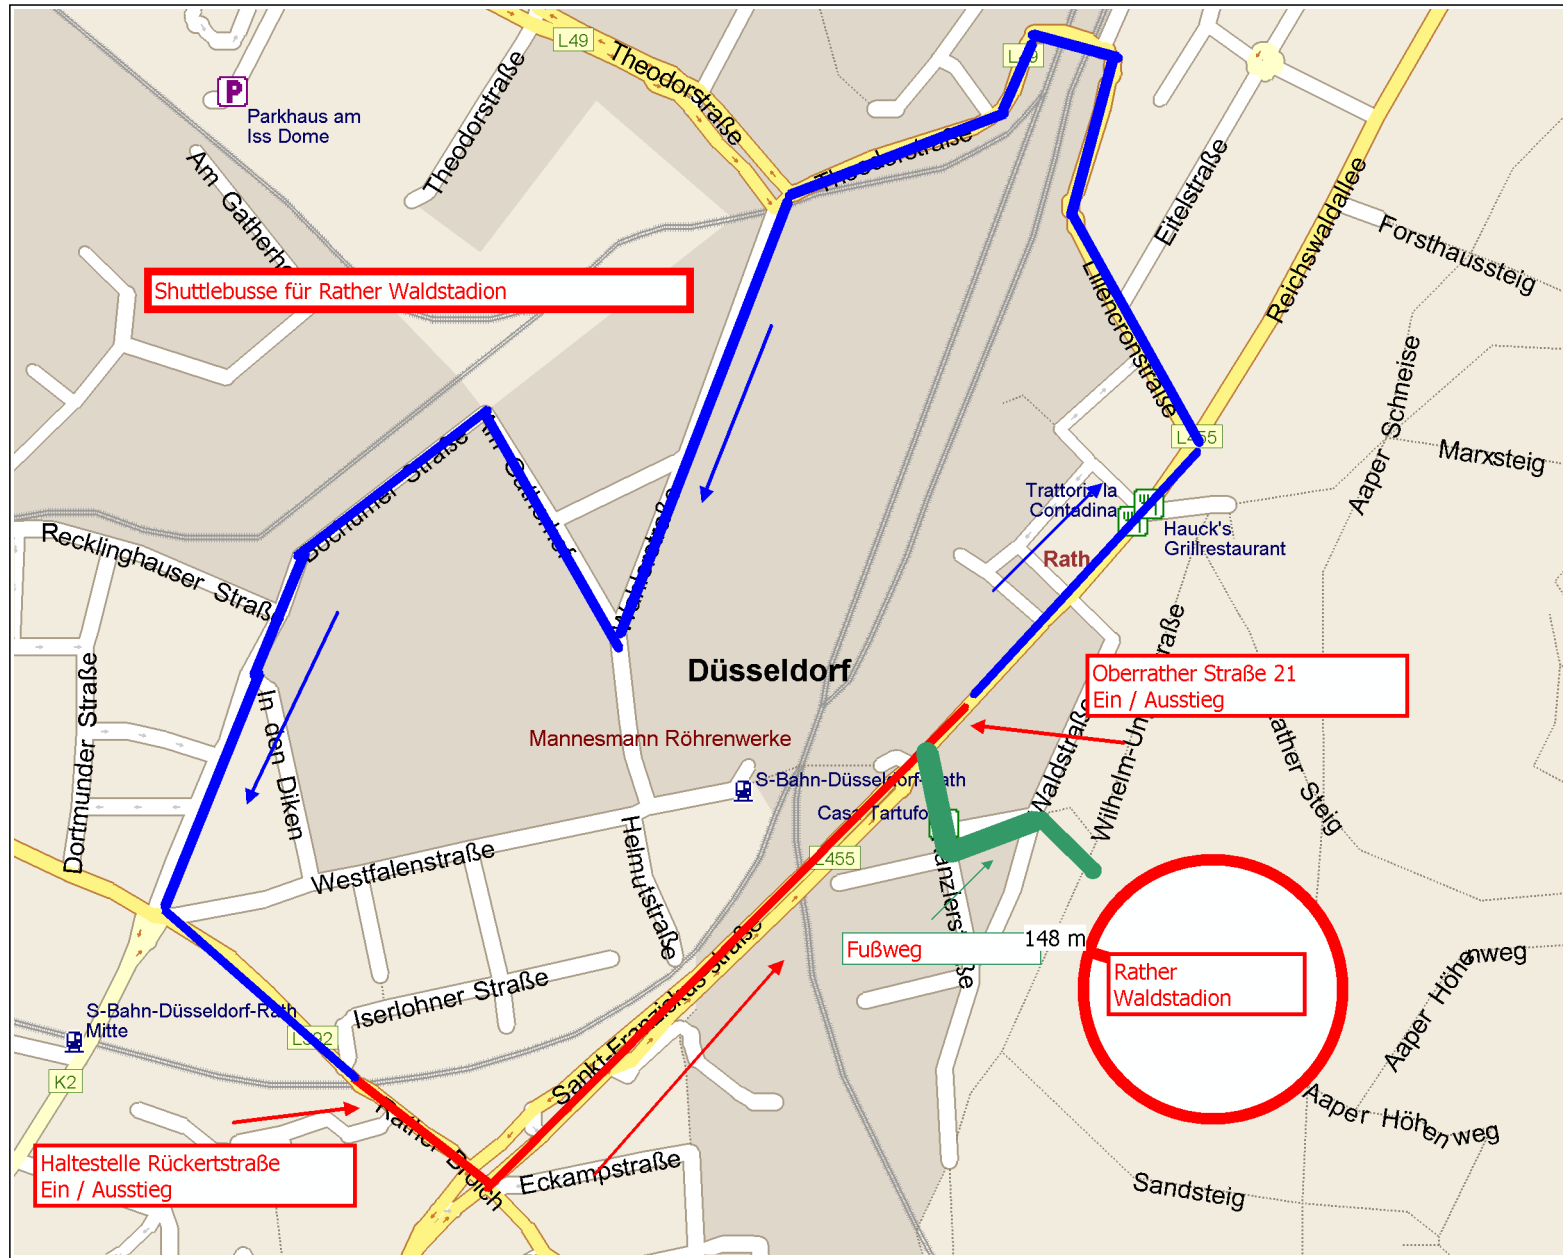 L49
Theodorstraße
Theodorstraße
Parkhaus am
Iss Dome
Theodorstraße
Eitelstraße
Reichswaldallee
Forsthaussteig
Shuttlebusse für Rather Waldstadion
Liliencronstraße
Aaper Schneise
Marxsteig
L455
Bochumer Straße
Am Gatherhof
Wahlerstraße
Trattoria la
Contadina
Hauck's
Grillrestaurant
Rath
Recklinghauser Straße
Dortmunder Straße
In den Diken
Düsseldorf
Oberrather Straße 21
Ein / Ausstieg
Mannesmann Röhrenwerke
S-Bahn-Düsseldorf-Rath
Casa Tartufo
Waldstraße
Rather Steig
L455
Westfalenstraße
Helmutstraße
Fußweg
148 m
Rather
Waldstadion
Aaper Höhenweg
Aaper Höhenweg
Sankt-Franziskus-straße
Iserlohner Straße
S-Bahn-Düsseldorf-Rath
Mitte
K2
Haltestelle Rückertstraße
Ein / Ausstieg
Rather Broich
Eckampstraße
Sandsteig